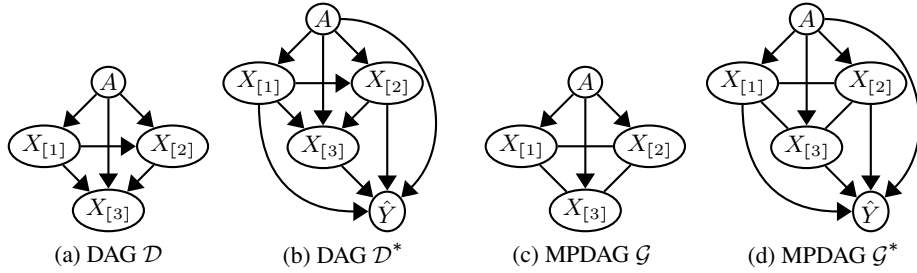 A
X[1]
X[2]
X[3]
(a) DAG 𝒟
A
X[1]
X[2]
X[3]
Ŷ
(b) DAG 𝒟*
A
X[1]
X[2]
X[3]
(c) MPDAG 𝒢
A
X[1]
X[2]
X[3]
Ŷ
(d) MPDAG 𝒢*